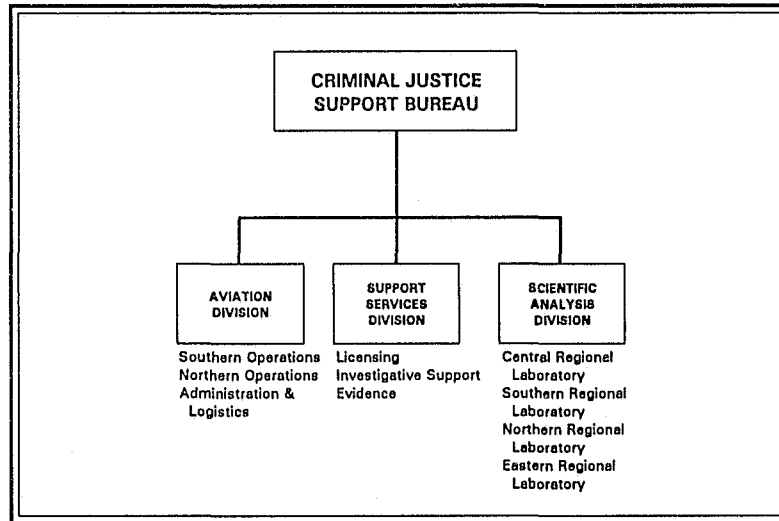 CRIMINAL JUSTICE
SUPPORT BUREAU
AVIATION
DIVISION
Southern Operations
Northern Operations
Administration &
Logistics
SUPPORT
SERVICES
DIVISION
Licensing
Investigative Support
Evidence
SCIENTIFIC
ANALYSIS
DIVISION
Central Regional
Laboratory
Southern Regional
Laboratory
Northern Regional
Laboratory
Eastern Regional
Laboratory